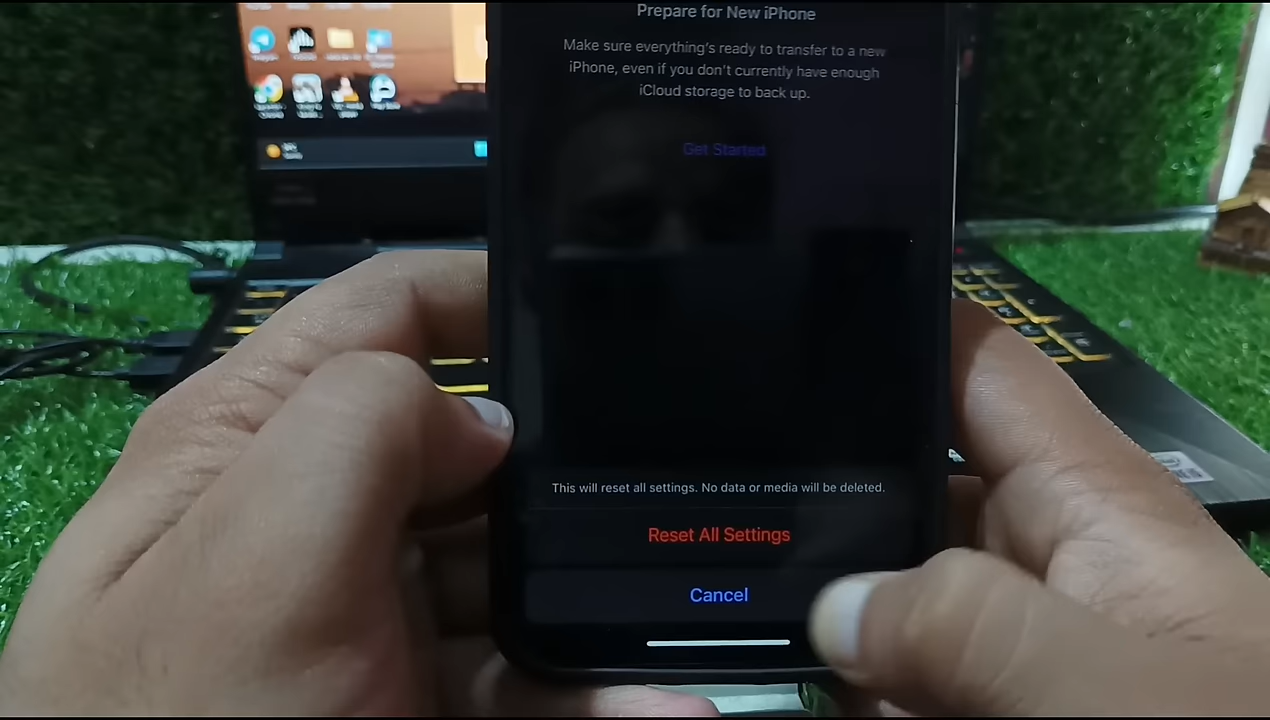 Prepare for New iPhone
Make sure everything's ready to transfer to a new
iPhone, even if you don't currently have enough
iCloud storage to back up.
Get Started
This will reset all settings. No data or media will be deleted.
Reset All Settings
Cancel